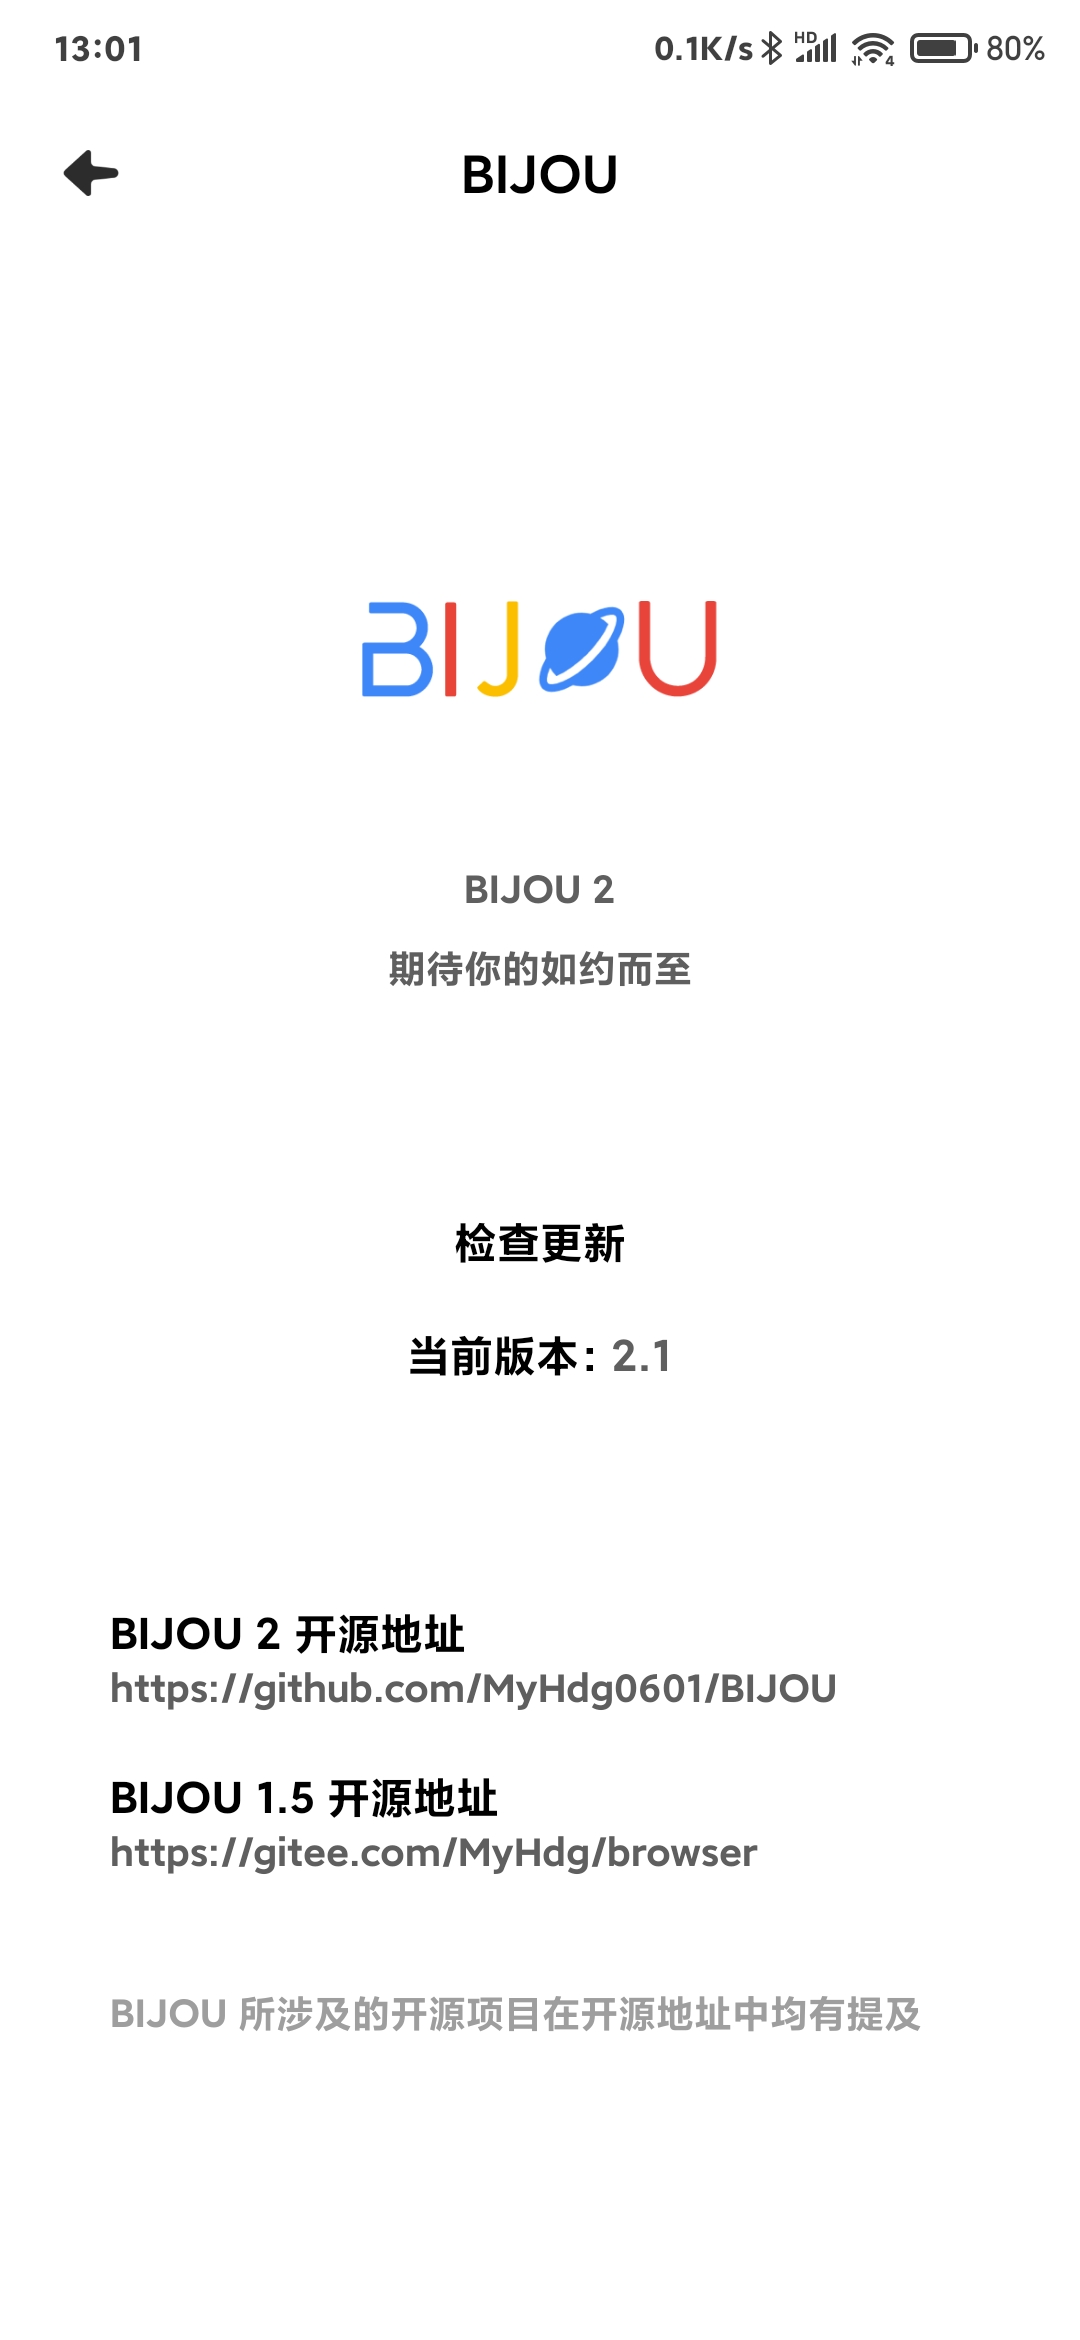 13:01 0.1K/s HD 4 80%
BIJOU
BIJOU
BIJOU 2
期待你的如约而至
检查更新
当前版本: 2.1
BIJOU 2 开源地址
https://github.com/MyHdg0601/BIJOU
BIJOU 1.5 开源地址
https://gitee.com/MyHdg/browser
BIJOU 所涉及的开源项目在开源地址中均有提及